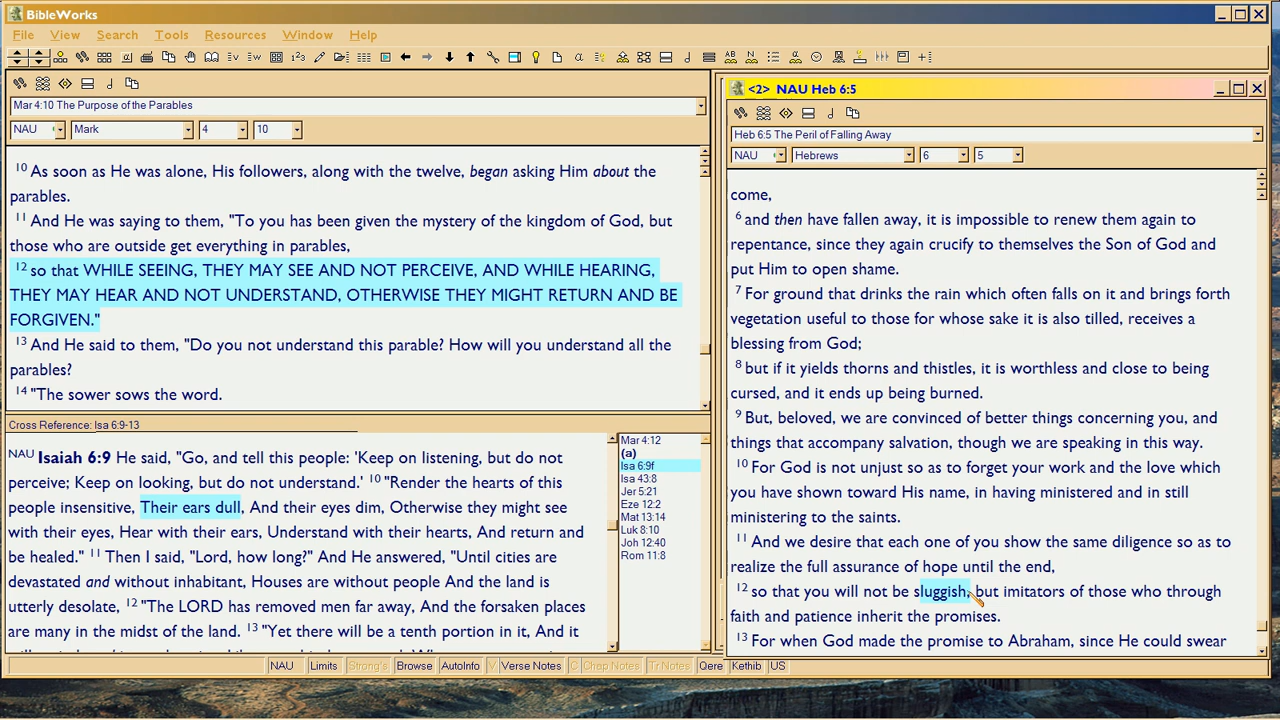 BibleWorks
File View Search Tools Resources Window Help
Mar 4:10 The Purpose of the Parables
NAU Mark 4 10
10 As soon as He was alone, His followers, along with the twelve, began asking Him about the
parables.
11 And He was saying to them, "To you has been given the mystery of the kingdom of God, but
those who are outside get everything in parables,
12 so that WHILE SEEING, THEY MAY SEE AND NOT PERCEIVE, AND WHILE HEARING,
THEY MAY HEAR AND NOT UNDERSTAND, OTHERWISE THEY MIGHT RETURN AND BE
FORGIVEN."
13 And He said to them, "Do you not understand this parable? How will you understand all the
parables?
14 "The sower sows the word.
Cross Reference: Isa 6:9-13
NAU Isaiah 6:9 He said, "Go, and tell this people: 'Keep on listening, but do not
perceive; Keep on looking, but do not understand.' 10 "Render the hearts of this
people insensitive, Their ears dull, And their eyes dim, Otherwise they might see
with their eyes, Hear with their ears, Understand with their hearts, And return and
be healed." 11 Then I said, "Lord, how long?" And He answered, "Until cities are
devastated and without inhabitant, Houses are without people And the land is
utterly desolate, 12 "The LORD has removed men far away, And the forsaken places
are many in the midst of the land. 13 "Yet there will be a tenth portion in it, And it
Mar 4:12
(a)
Isa 6:9f
Isa 43:8
Jer 5:21
Eze 12:2
Mat 13:14
Luk 8:10
Joh 12:40
Rom 11:8
<2> NAU Heb 6:5
Heb 6:5 The Peril of Falling Away
NAU Hebrews 6 5
come,
6 and then have fallen away, it is impossible to renew them again to
repentance, since they again crucify to themselves the Son of God and
put Him to open shame.
7 For ground that drinks the rain which often falls on it and brings forth
vegetation useful to those for whose sake it is also tilled, receives a
blessing from God;
8 but if it yields thorns and thistles, it is worthless and close to being
cursed, and it ends up being burned.
9 But, beloved, we are convinced of better things concerning you, and
things that accompany salvation, though we are speaking in this way.
10 For God is not unjust so as to forget your work and the love which
you have shown toward His name, in having ministered and in still
ministering to the saints.
11 And we desire that each one of you show the same diligence so as to
realize the full assurance of hope until the end,
12 so that you will not be sluggish, but imitators of those who through
faith and patience inherit the promises.
13 For when God made the promise to Abraham, since He could swear
NAU Limits Strong's Browse AutoInfo V Verse Notes C Chap Notes Tr Notes Qere Kethib US